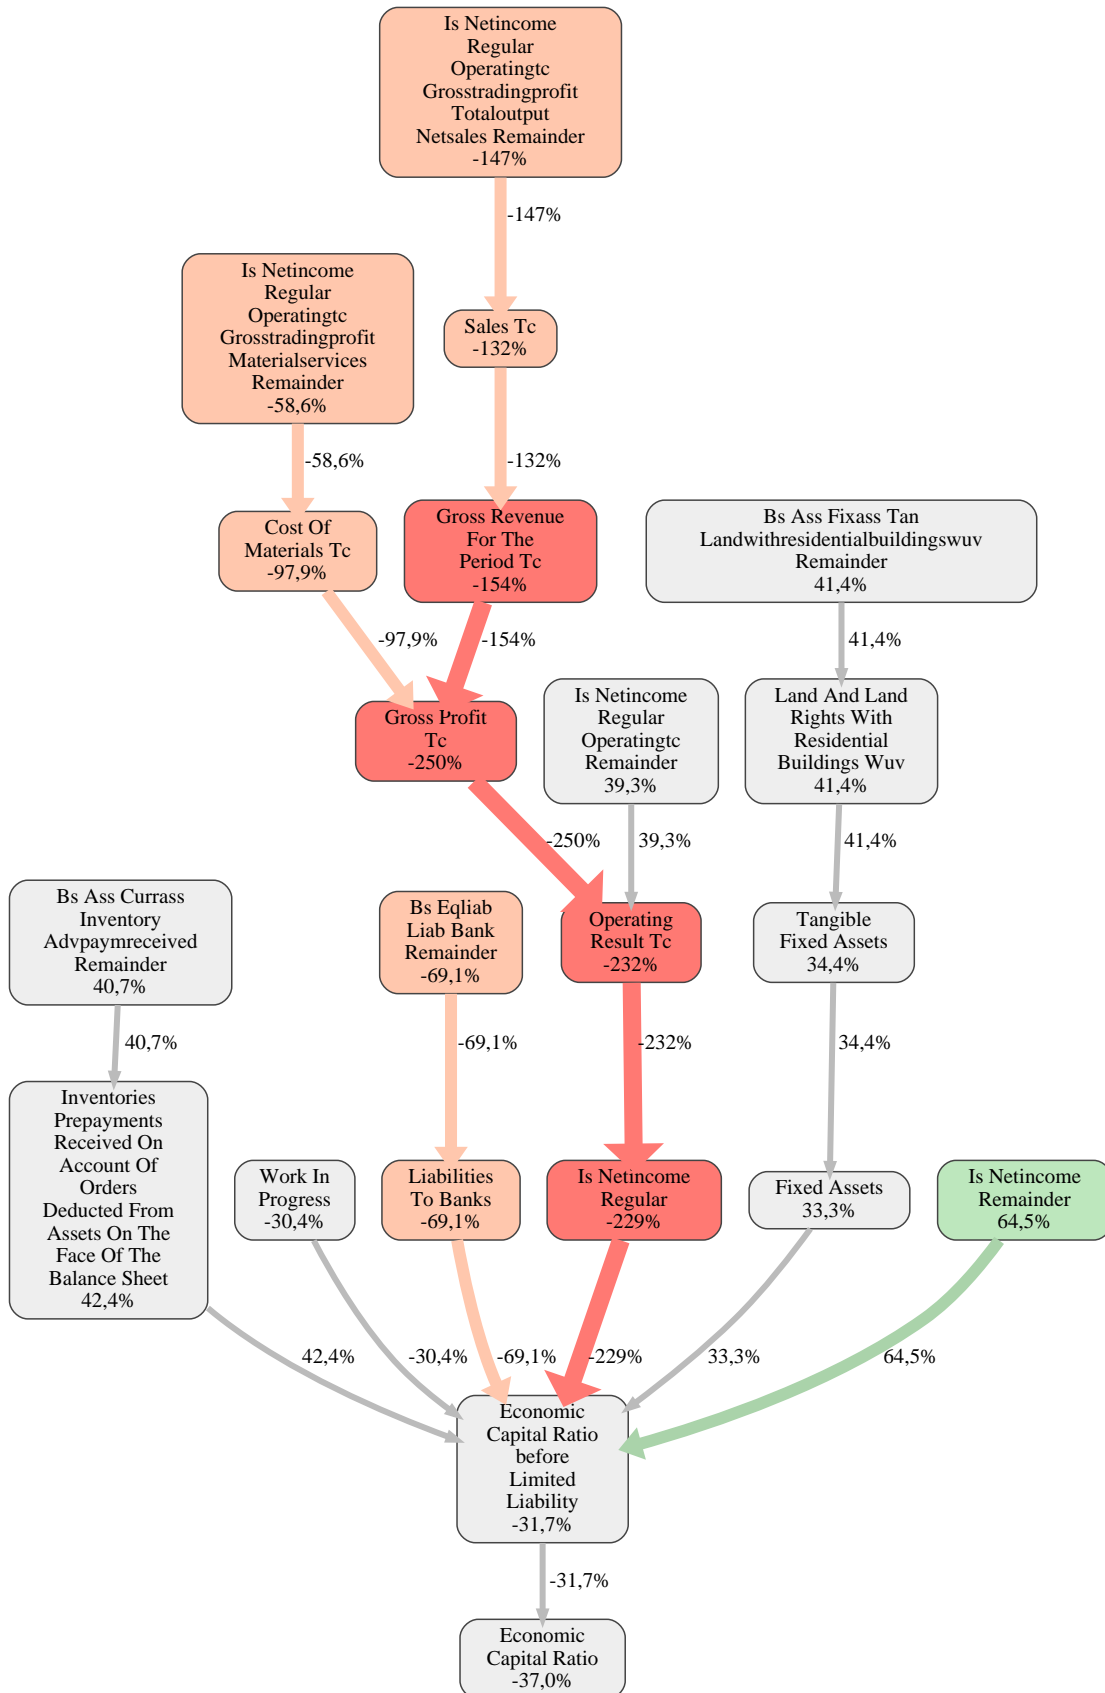 Is Netincome
Regular
Operatingtc
Grosstradingprofit
Totaloutput
Netsales Remainder
-147%
-147%
Is Netincome
Regular
Operatingtc
Grosstradingprofit
Materialservices
Remainder
-58,6%
Sales Tc
-132%
-58,6%
-132%
Cost Of
Materials Tc
-97,9%
Gross Revenue
For The
Period Tc
-154%
Bs Ass Fixass Tan
Landwithresidentialbuildingswuv
Remainder
41,4%
-97,9%
-154%
41,4%
Gross Profit
Tc
-250%
Is Netincome
Regular
Operatingtc
Remainder
39,3%
Land And Land
Rights With
Residential
Buildings Wuv
41,4%
-250%
39,3%
41,4%
Bs Ass Currass
Inventory
Advpaymreceived
Remainder
40,7%
Bs Eqliab
Liab Bank
Remainder
-69,1%
Operating
Result Tc
-232%
Tangible
Fixed Assets
34,4%
40,7%
-69,1%
-232%
34,4%
Inventories
Prepayments
Received On
Account Of
Orders
Deducted From
Assets On The
Face Of The
Balance Sheet
42,4%
Work In
Progress
-30,4%
Liabilities
To Banks
-69,1%
Is Netincome
Regular
-229%
Fixed Assets
33,3%
Is Netincome
Remainder
64,5%
42,4%
-30,4%
-69,1%
-229%
33,3%
64,5%
Economic
Capital Ratio
before
Limited
Liability
-31,7%
-31,7%
Economic
Capital Ratio
-37,0%